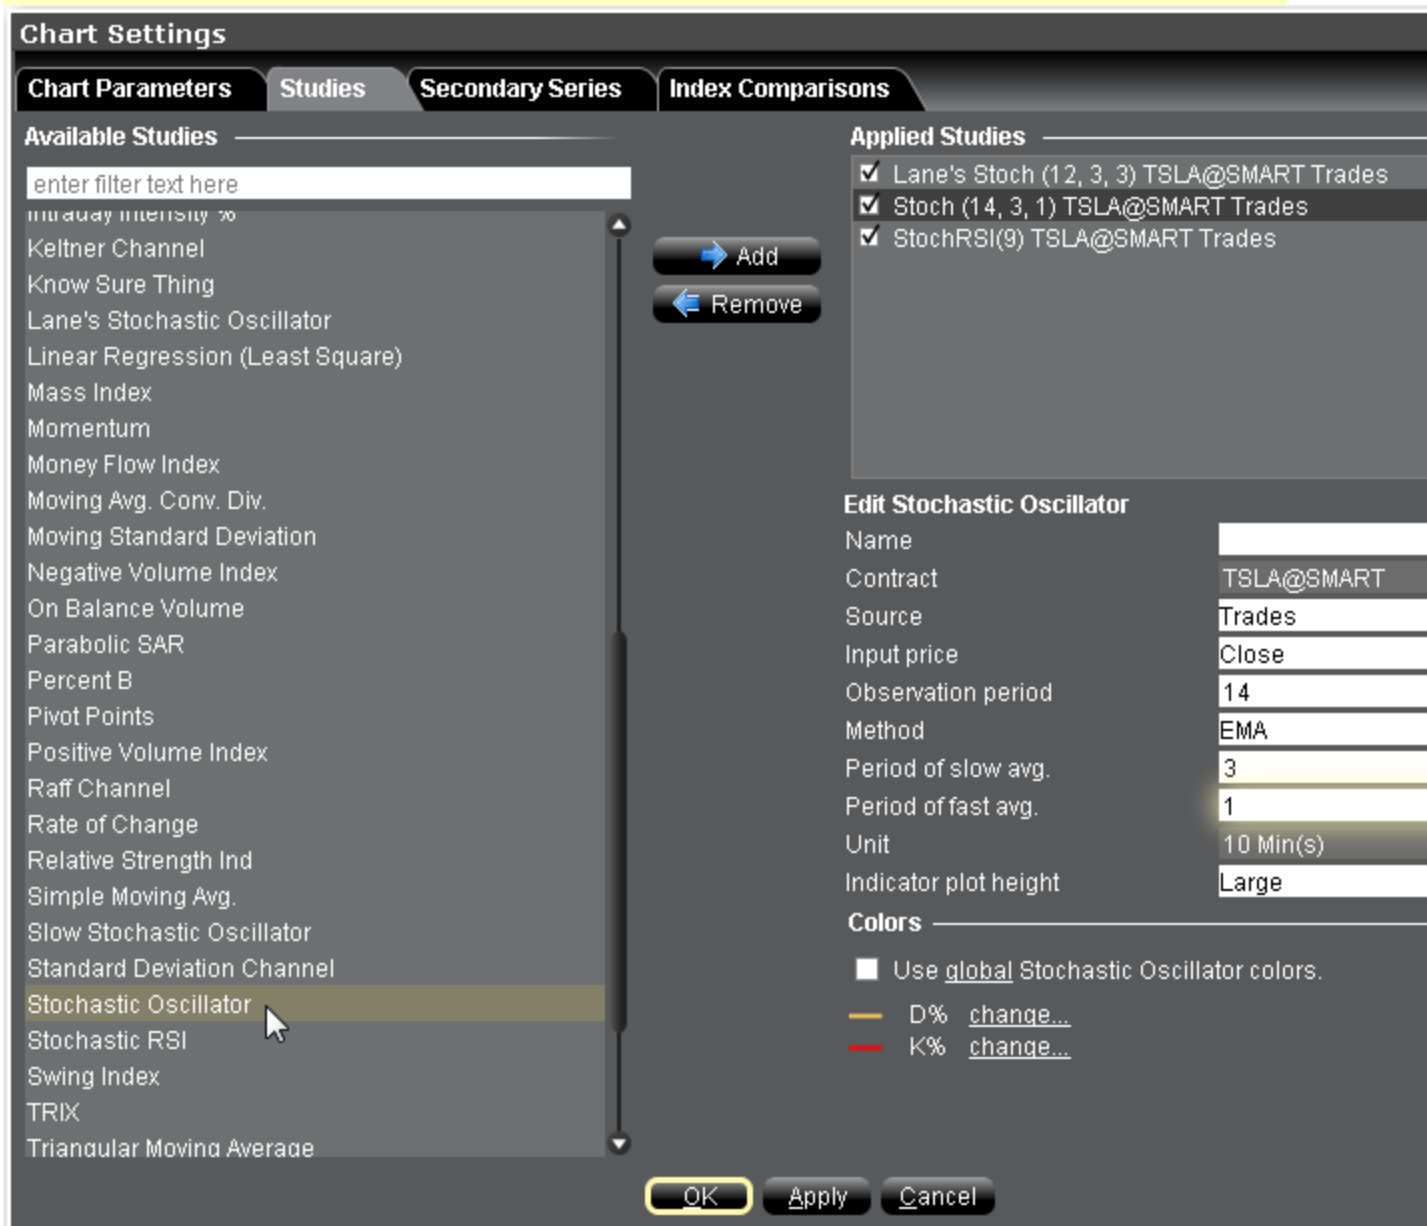 Chart Settings
Chart Parameters
Studies
Secondary Series
Index Comparisons
Available Studies
enter filter text here
Intraday Intensity %
Keltner Channel
Know Sure Thing
Lane's Stochastic Oscillator
Linear Regression (Least Square)
Mass Index
Momentum
Money Flow Index
Moving Avg. Conv. Div.
Moving Standard Deviation
Negative Volume Index
On Balance Volume
Parabolic SAR
Percent B
Pivot Points
Positive Volume Index
Raff Channel
Rate of Change
Relative Strength Ind
Simple Moving Avg.
Slow Stochastic Oscillator
Standard Deviation Channel
Stochastic Oscillator
Stochastic RSI
Swing Index
TRIX
Triangular Moving Average
Add
Remove
Applied Studies
Lane's Stoch (12, 3, 3) TSLA@SMART Trades
Stoch (14, 3, 1) TSLA@SMART Trades
StochRSI(9) TSLA@SMART Trades
Edit Stochastic Oscillator
Name
Contract TSLA@SMART
Source Trades
Input price Close
Observation period 14
Method EMA
Period of slow avg. 3
Period of fast avg. 1
Unit 10 Min(s)
Indicator plot height Large
Colors
Use global Stochastic Oscillator colors.
D% change...
K% change...
OK
Apply
Cancel